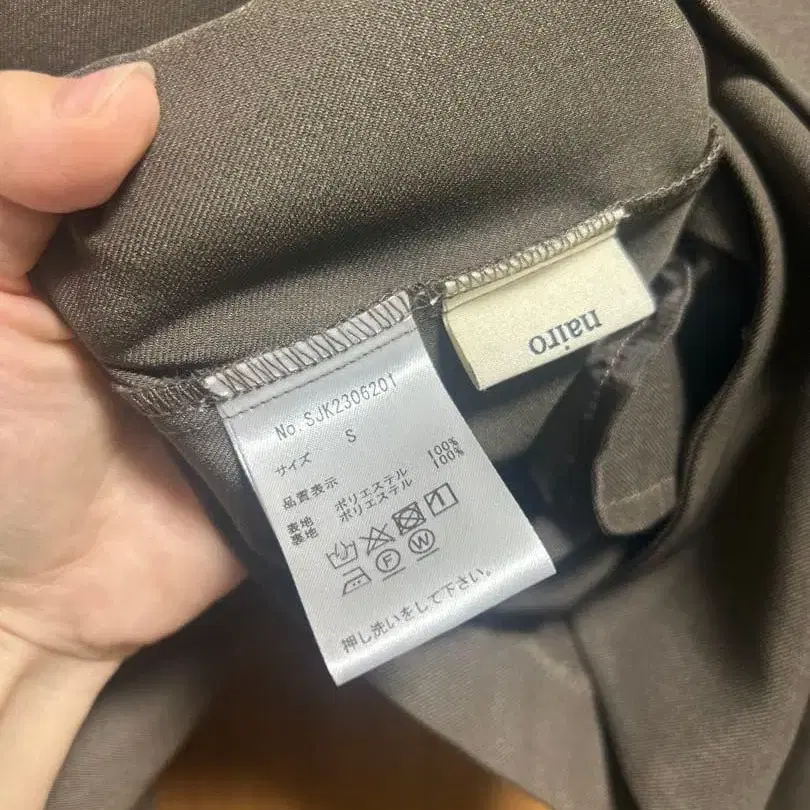 nairo
No. SJK2306201
サイズ S
品質表示
表地 ポリエステル 100%
裏地 ポリエステル 100%
F W
押し洗いをして下さい。